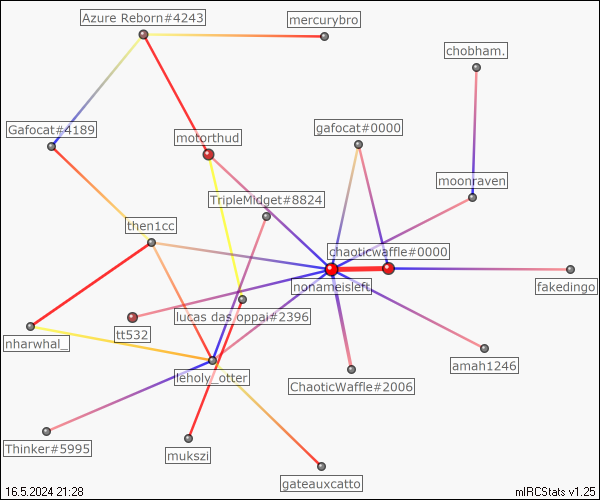 Azure Reborn#4243
mercurybro
chobham.
Gafocat#4189
motorthud
gafocat#0000
moonraven
TripleMidget#8824
then1cc
chaoticwaffle#0000
nonameisleft
fakedingo
lucas das oppai#2396
tt532
nharwhal_
amah1246
leholy_otter
ChaoticWaffle#2006
Thinker#5995
mukszi
gateauxcatto
16.5.2024 21:28
mIRCStats v1.25